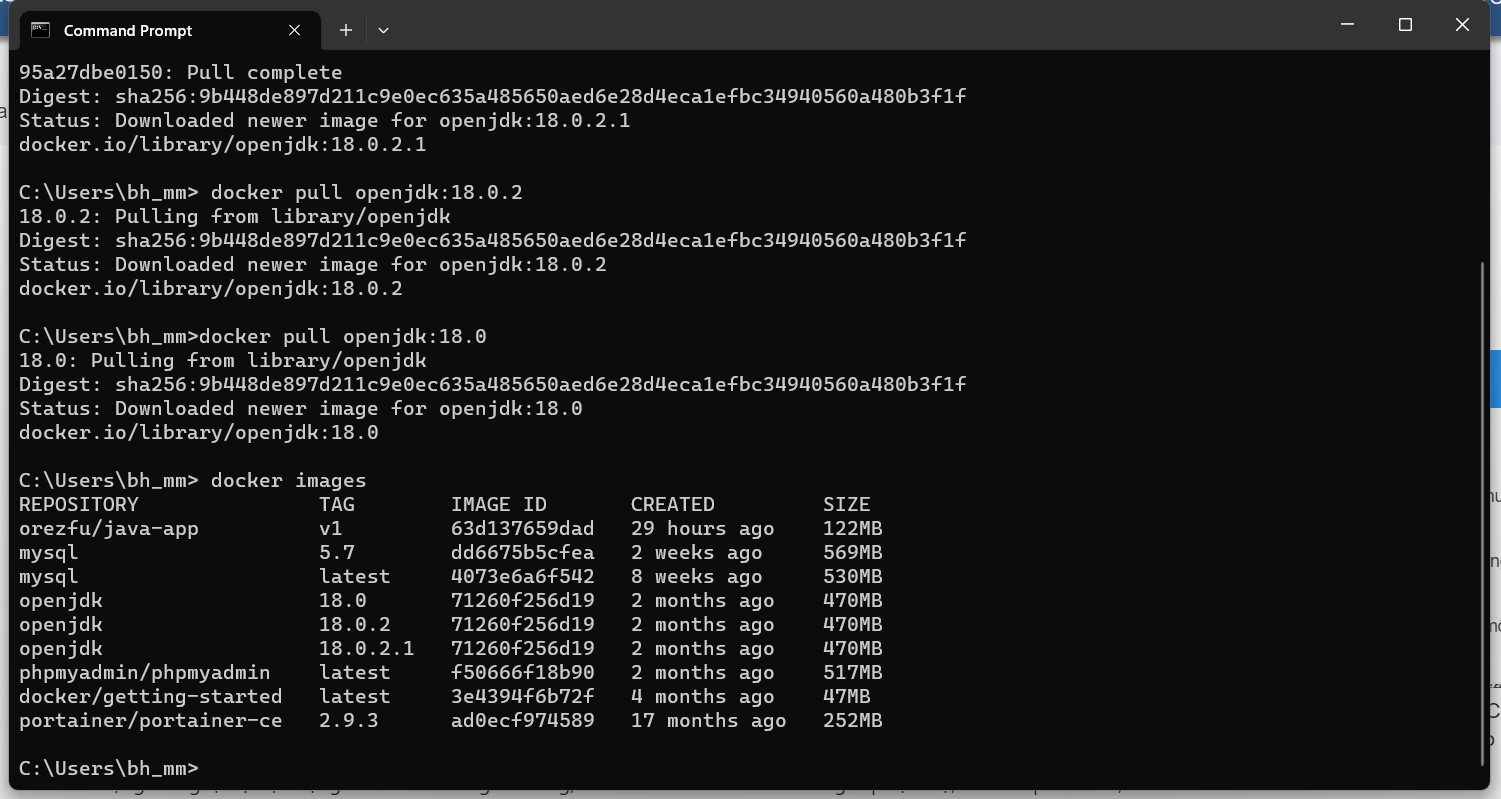 Command Prompt
95a27dbe0150: Pull complete
Digest: sha256:9b448de897d211c9e0ec635a485650aed6e28d4eca1efbc34940560a480b3f1f
Status: Downloaded newer image for openjdk:18.0.2.1
docker.io/library/openjdk:18.0.2.1
C:\Users\bh_mm> docker pull openjdk:18.0.2
18.0.2: Pulling from library/openjdk
Digest: sha256:9b448de897d211c9e0ec635a485650aed6e28d4eca1efbc34940560a480b3f1f
Status: Downloaded newer image for openjdk:18.0.2
docker.io/library/openjdk:18.0.2
C:\Users\bh_mm>docker pull openjdk:18.0
18.0: Pulling from library/openjdk
Digest: sha256:9b448de897d211c9e0ec635a485650aed6e28d4eca1efbc34940560a480b3f1f
Status: Downloaded newer image for openjdk:18.0
docker.io/library/openjdk:18.0
C:\Users\bh_mm> docker images
REPOSITORY TAG IMAGE ID CREATED SIZE
orezfu/java-app v1 63d137659dad 29 hours ago 122MB
mysql 5.7 dd6675b5cfea 2 weeks ago 569MB
mysql latest 4073e6a6f542 8 weeks ago 530MB
openjdk 18.0 71260f256d19 2 months ago 470MB
openjdk 18.0.2 71260f256d19 2 months ago 470MB
openjdk 18.0.2.1 71260f256d19 2 months ago 470MB
phpmyadmin/phpmyadmin latest f50666f18b90 2 months ago 517MB
docker/getting-started latest 3e4394f6b72f 4 months ago 47MB
portainer/portainer-ce 2.9.3 ad0ecf974589 17 months ago 252MB
C:\Users\bh_mm>